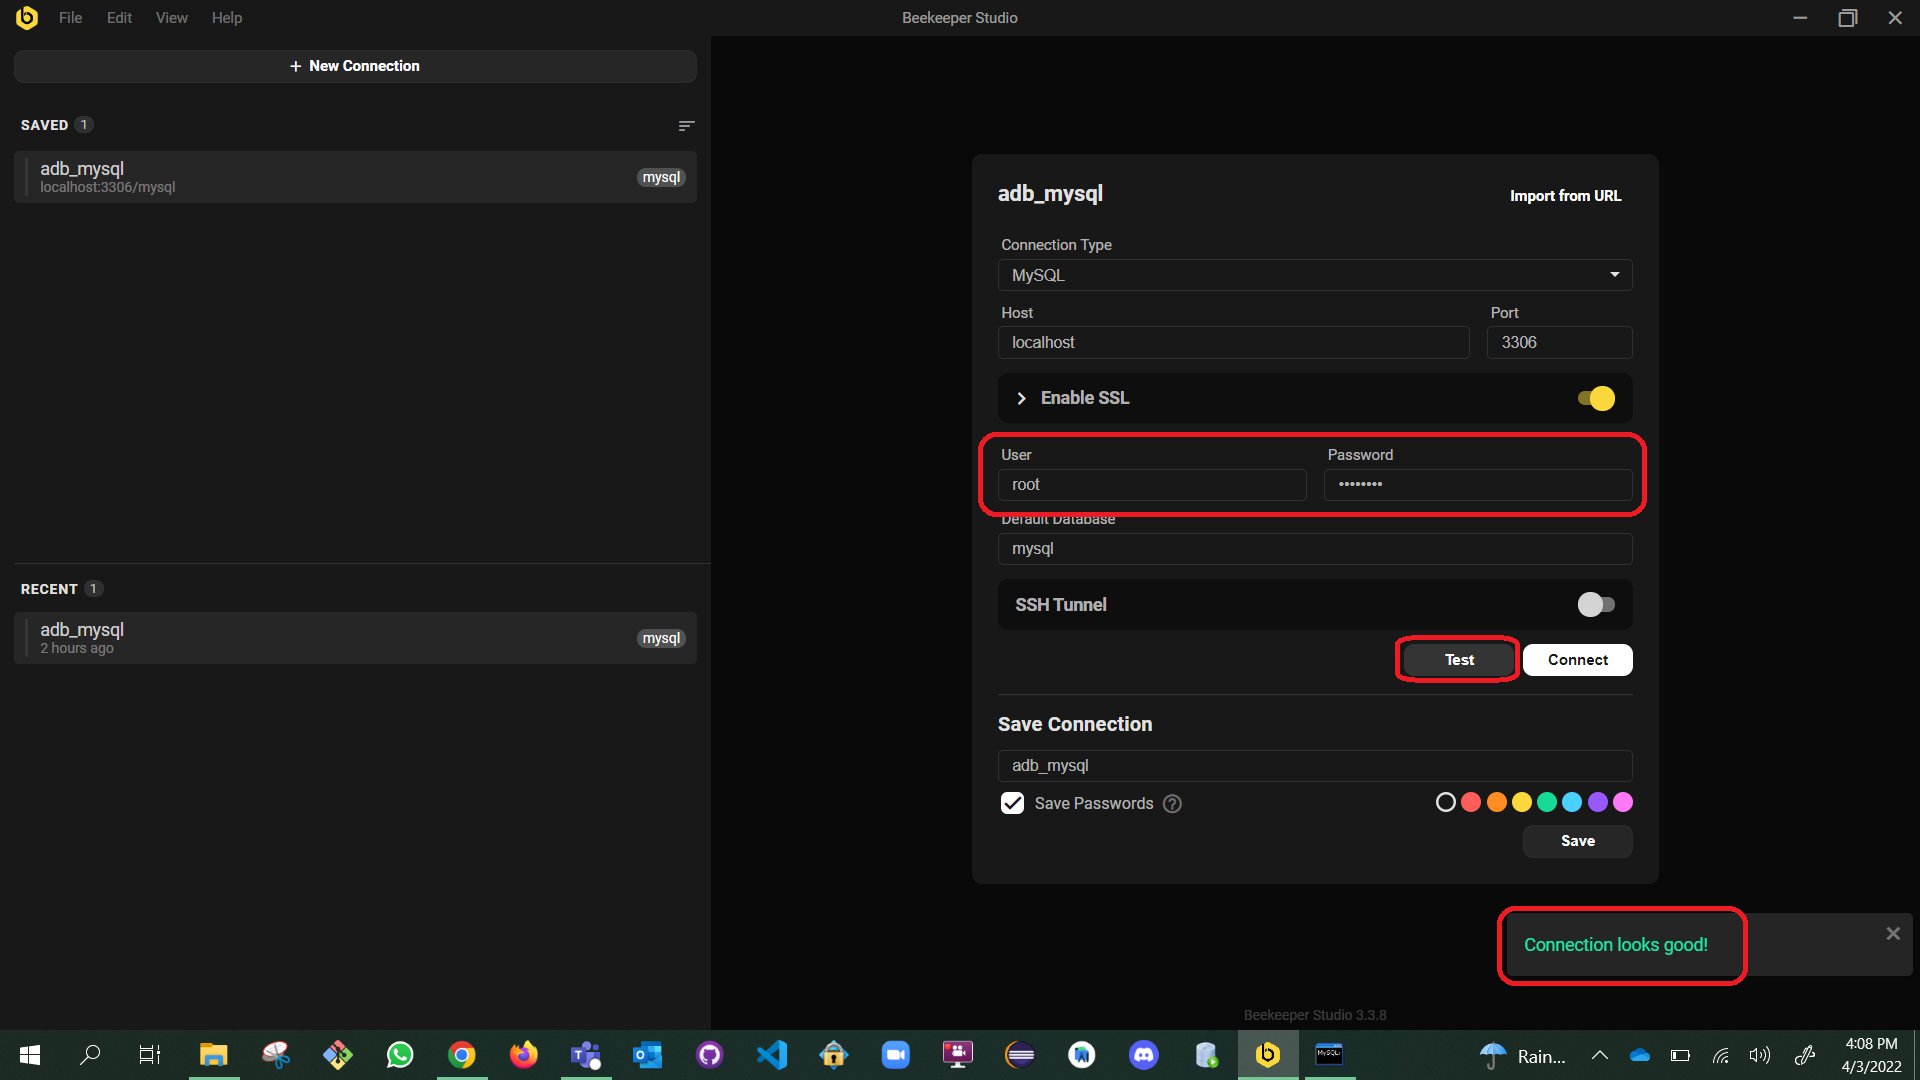 File Edit View Help
Beekeeper Studio
+ New Connection
SAVED 1
adb_mysql
localhost:3306/mysql
mysql
RECENT 1
adb_mysql
2 hours ago
mysql
adb_mysql
Import from URL
Connection Type
MySQL
Host
Port
localhost
3306
Enable SSL
User
Password
root
••••••••
Default Database
mysql
SSH Tunnel
Test
Connect
Save Connection
adb_mysql
Save Passwords ?
Save
Connection looks good!
Beekeeper Studio 3.3.8
MySQL
Rain...
4:08 PM
4/3/2022